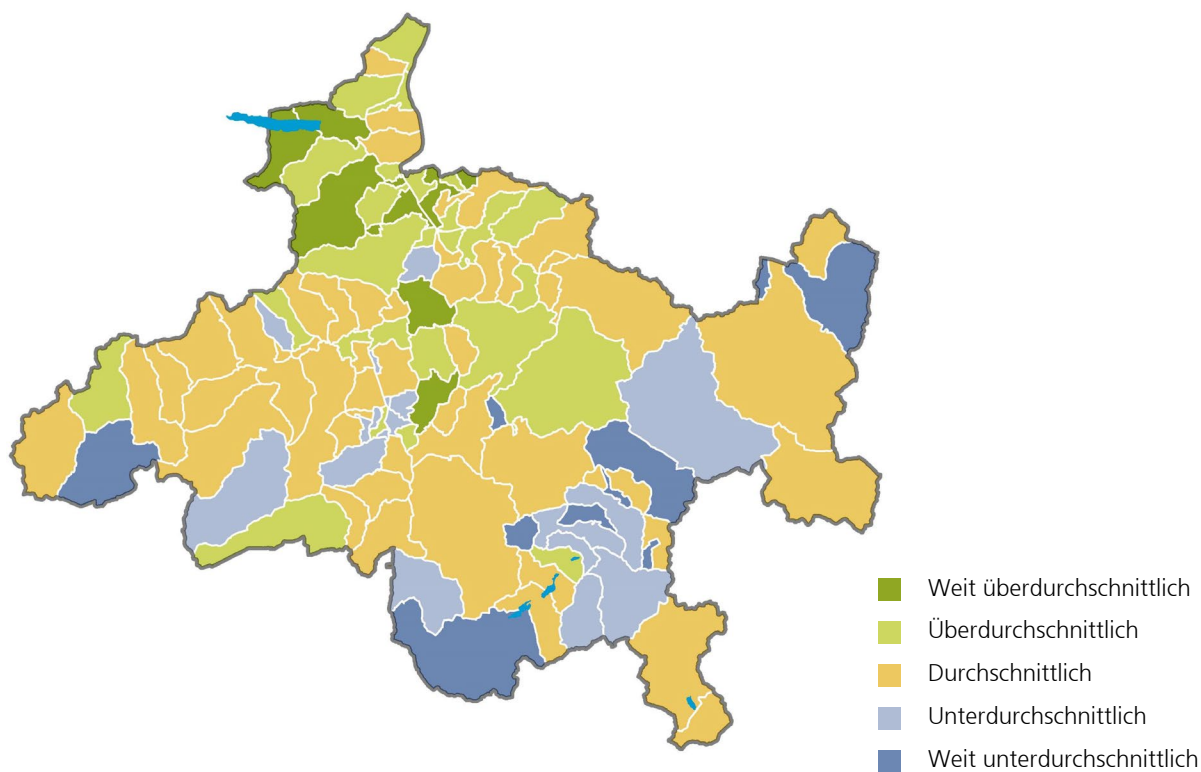 Weit überdurchschnittlich
Überdurchschnittlich
Durchschnittlich
Unterdurchschnittlich
Weit unterdurchschnittlich